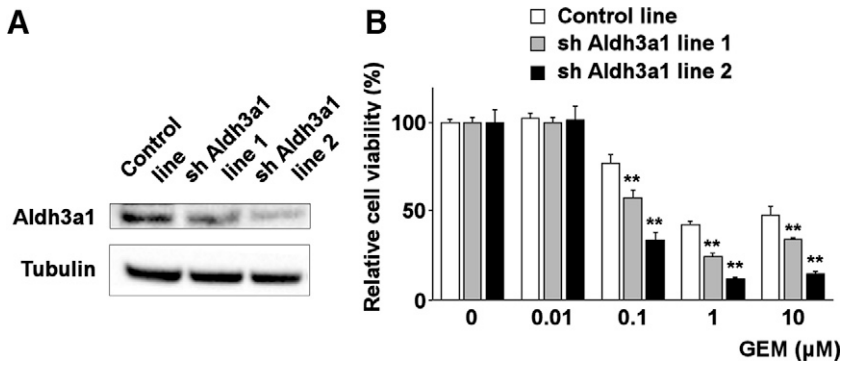 A
Control
line
sh Aldh3a1
line 1
sh Aldh3a1
line 2
Aldh3a1
Tubulin
B
Control line
sh Aldh3a1 line 1
sh Aldh3a1 line 2
Relative cell viability (%)
100
50
0
**
**
**
**
**
**
0
0.01
0.1
1
10
GEM (μM)